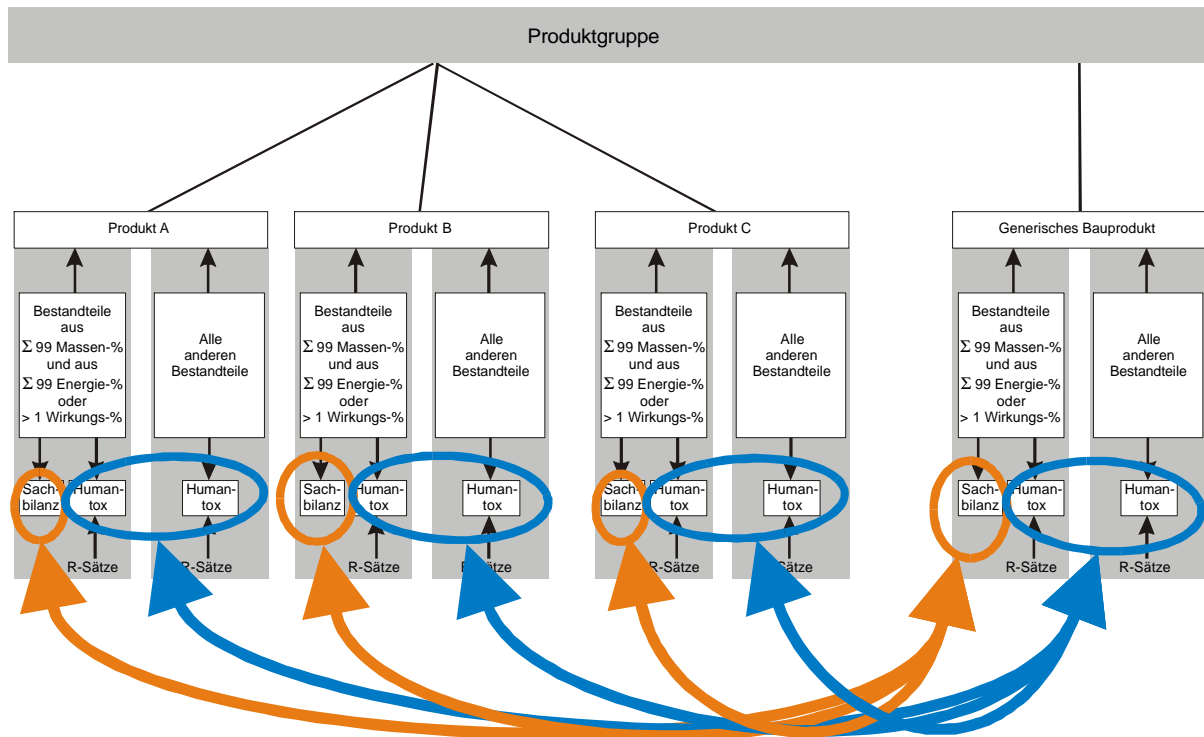 Produktgruppe
Produkt A
Produkt B
Produkt C
Generisches Bauprodukt
Bestandteile
aus
Σ 99 Massen-%
und aus
Σ 99 Energie-%
oder
> 1 Wirkungs-%
Alle
anderen
Bestandteile
Bestandteile
aus
Σ 99 Massen-%
und aus
Σ 99 Energie-%
oder
> 1 Wirkungs-%
Alle
anderen
Bestandteile
Bestandteile
aus
Σ 99 Massen-%
und aus
Σ 99 Energie-%
oder
> 1 Wirkungs-%
Alle
anderen
Bestandteile
Bestandteile
aus
Σ 99 Massen-%
und aus
Σ 99 Energie-%
oder
> 1 Wirkungs-%
Alle
anderen
Bestandteile
Sach-
bilanz
Human-
tox
Human-
tox
Sach-
bilanz
Human-
tox
Human-
tox
Sach-
bilanz
Human-
tox
Human-
tox
Sach-
bilanz
Human-
tox
Human-
tox
R-Sätze
R-Sätze
R-Sätze
R-Sätze
R-Sätze
R-Sätze
R-Sätze
R-Sätze